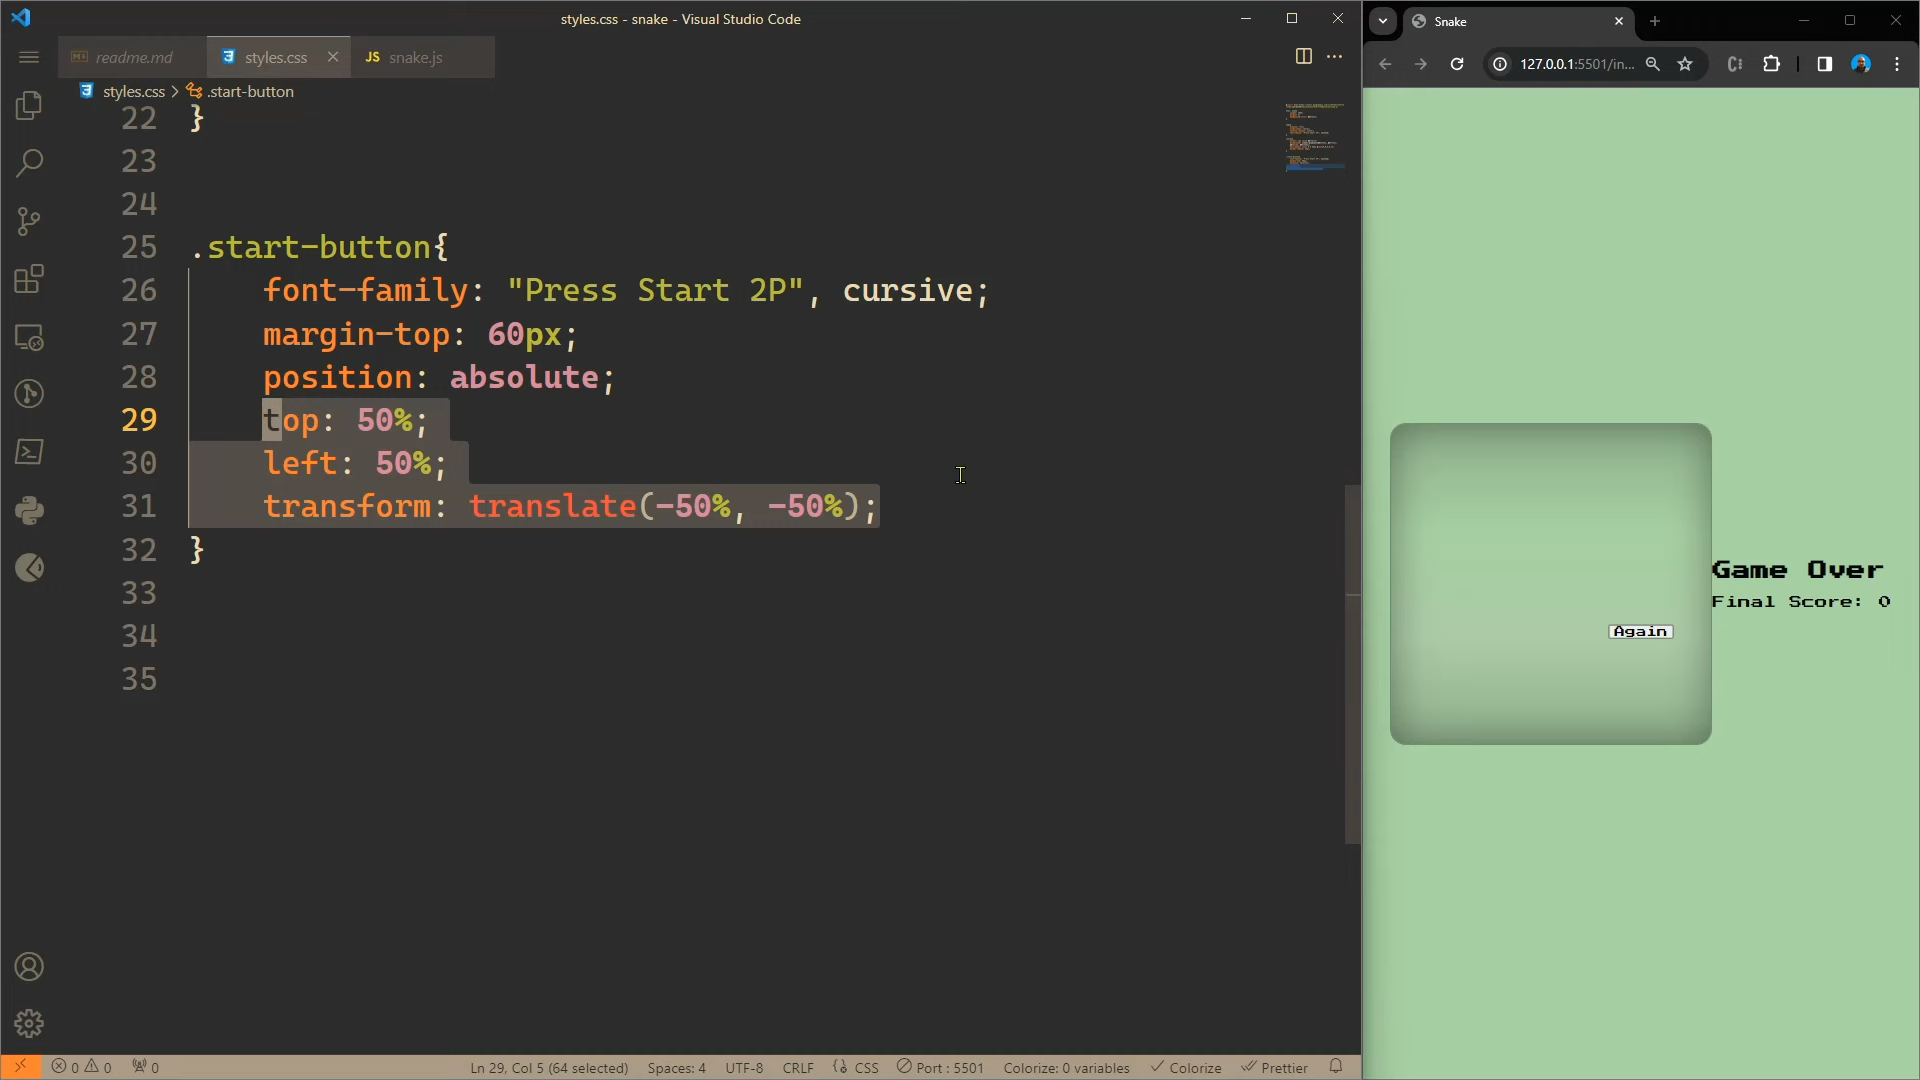 styles.css - snake - Visual Studio Code
readme.md
styles.css
JS snake.js
styles.css > .start-button
22 }
23
24
25 .start-button{
26 font-family: "Press Start 2P", cursive;
27 margin-top: 60px;
28 position: absolute;
29 top: 50%;
30 left: 50%;
31 transform: translate(-50%, -50%);
32 }
33
34
35
0 0 0
Ln 29, Col 5 (64 selected) Spaces: 4 UTF-8 CRLF CSS Port : 5501 Colorize: 0 variables Colorize Prettier
Snake
127.0.0.1:5501/in...
Game Over
Final Score: 0
Again